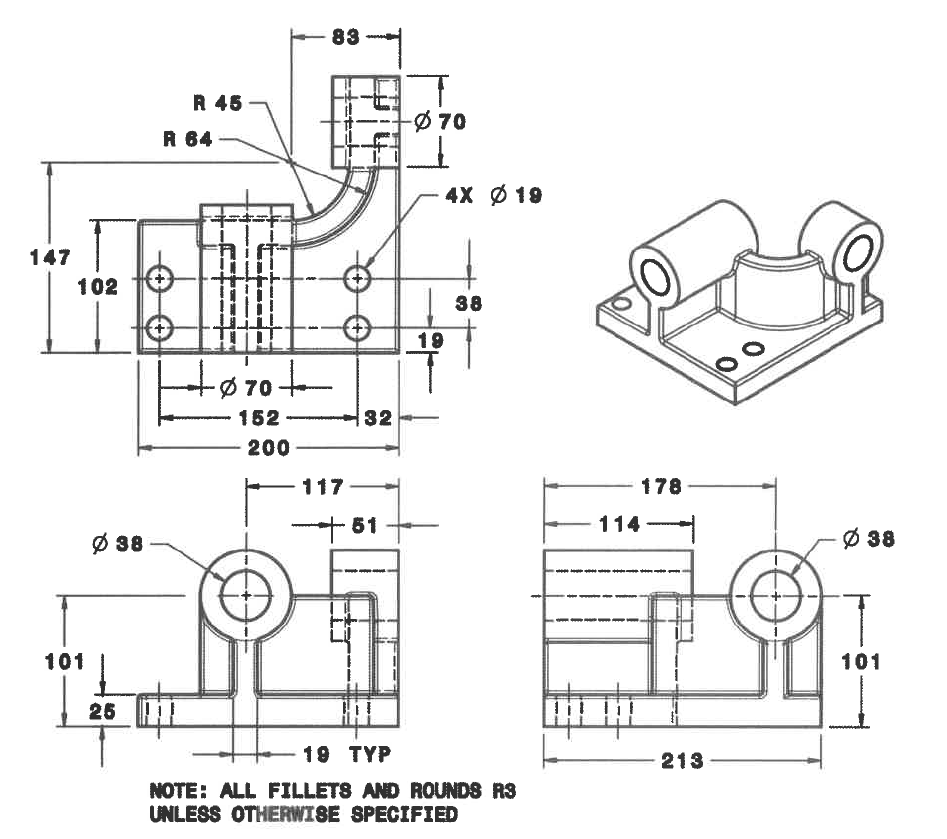 83
R 45
Ø 70
R 64
4X Ø 19
147
102
38
19
Ø 70
152
32
200
117
178
51
114
Ø 38
Ø 38
101
101
25
19 TYP
213
NOTE: ALL FILLETS AND ROUNDS R3
UNLESS OTHERWISE SPECIFIED